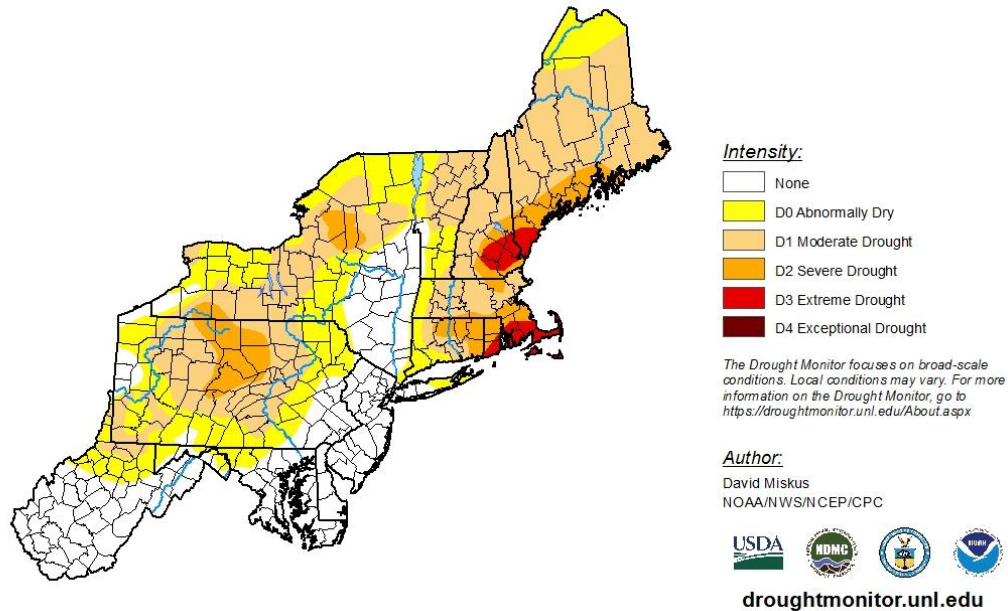 Intensity:
None
D0 Abnormally Dry
D1 Moderate Drought
D2 Severe Drought
D3 Extreme Drought
D4 Exceptional Drought
The Drought Monitor focuses on broad-scale
conditions. Local conditions may vary. For more
information on the Drought Monitor, go to
https://droughtmonitor.unl.edu/About.aspx
Author:
David Miskus
NOAA/NWS/NCEP/CPC
USDA
NDMC
NOAA
droughtmonitor.unl.edu